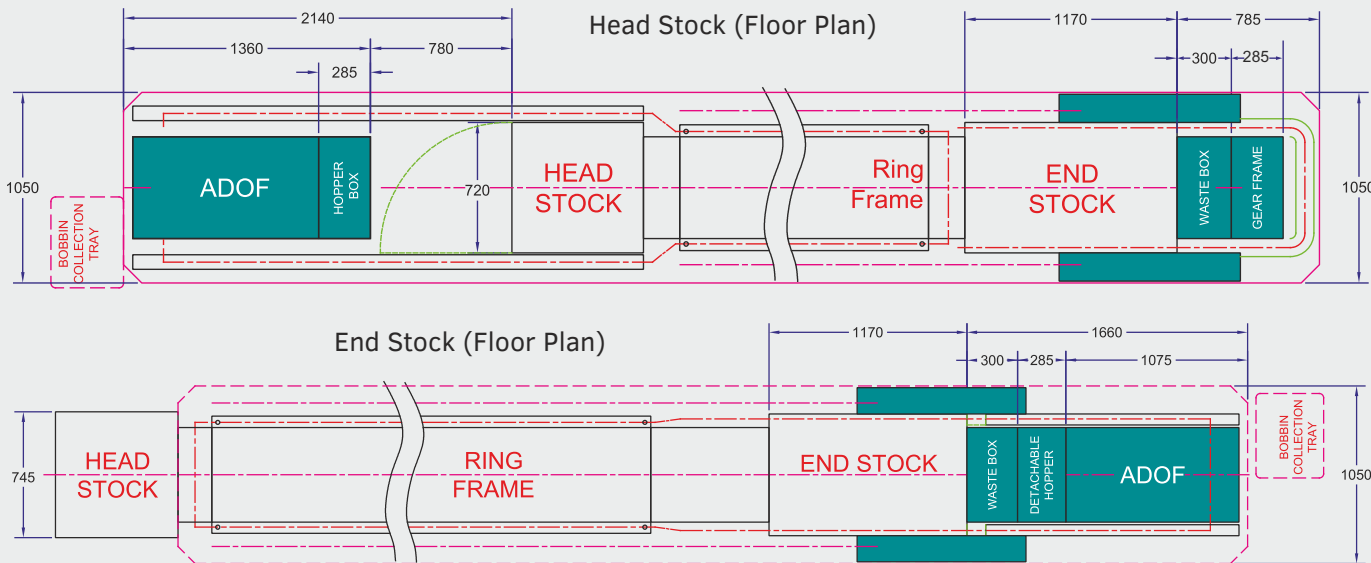 Head Stock (Floor Plan)
2140
1360
780
285
1170
785
300
285
1050
720
1050
ADOF
HOPPER
BOX
HEAD
STOCK
Ring
Frame
END
STOCK
WASTE BOX
GEAR FRAME
BOBBIN
COLLECTION
TRAY
End Stock (Floor Plan)
1170
1660
300
285
1075
745
1050
HEAD
STOCK
RING
FRAME
END STOCK
WASTE BOX
DETACHABLE
HOPPER
ADOF
BOBBIN
COLLECTION
TRAY